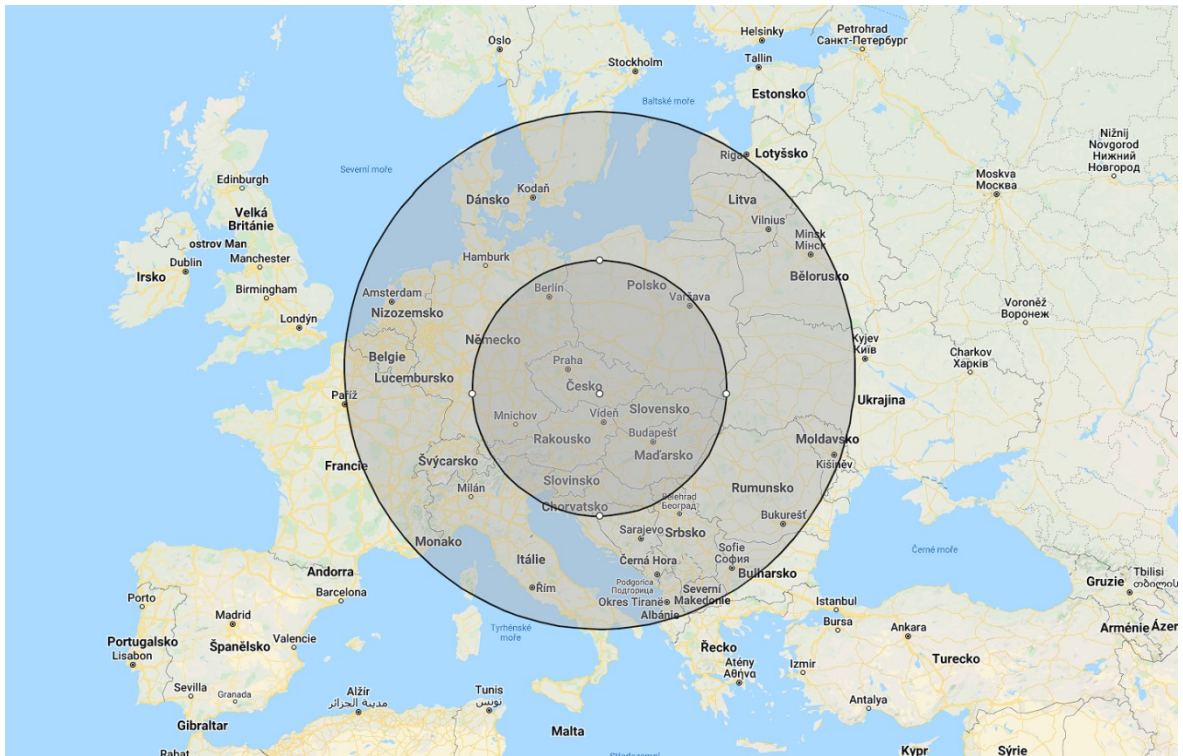 Oslo
Helsinky
Petrohrad
Санкт-Петербург
Stockholm
Tallin
Estonsko
Baltské moře
Nižnij
Novgorod
Нижний
Новгород
Riga
Lotyšsko
Severní moře
Moskva
Москва
Edinburgh
Kodaň
Dánsko
Litva
Velká
Británie
Vilnius
Minsk
Мінск
ostrov Man
Hamburk
Dublin
Manchester
Irsko
Bělorusko
Birmingham
Amsterdam
Berlín
Polsko
Varšava
Nizozemsko
Voroněž
Воронеж
Londýn
Německo
Kyjev
Київ
Belgie
Praha
Charkov
Харків
Lucembursko
Česko
Paříž
Ukrajina
Slovensko
Mnichov
Vídeň
Budapešť
Rakousko
Moldavsko
Maďarsko
Švýcarsko
Kišiněv
Francie
Slovinsko
Rumunsko
Milán
Bělehrad
Београд
Chorvatsko
Bukurešť
Sarajevo
Srbsko
Monako
Sofie
София
Černé moře
Itálie
Černá Hora
Bulharsko
Andorra
Tbilisi
თბილისი
Gruzie
Podgorica
Подгорица
Řím
Severní
Makedonie
Barcelona
Porto
Okres Tiranë
Istanbul
Albánie
Madrid
Bursa
Tyrhénské
moře
Ankara
Arménie
Ázer
Portugalsko
Španělsko
Valencie
Řecko
Lisabon
Turecko
Atény
Αθήνα
Izmir
Sevilla
Granada
Alžír
مدينة الجزائر
Tunis
تونس
Antalya
Gibraltar
Malta
Rabat
Středozemní
Kypr
Sýrie